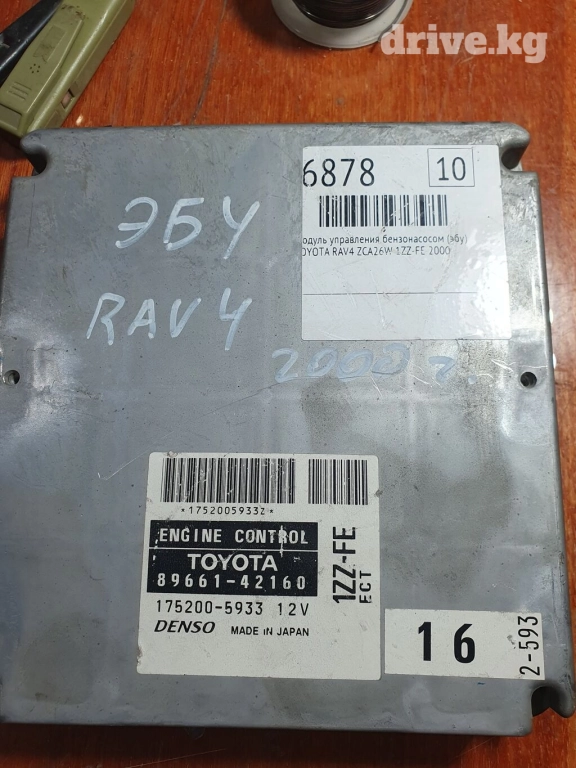 drive.kg
6878 10
одуль управления бензонасосом (эбу)
OYOTA RAV4 ZCA26W 1ZZ-FE 2000
ЭБУ
RAV4
2000 г.
*1752005933Z*
ENGINE CONTROL
TOYOTA
89661-42160
175200-5933 12V
DENSO MADE IN JAPAN
1ZZ-FE
ECT
16
2-593